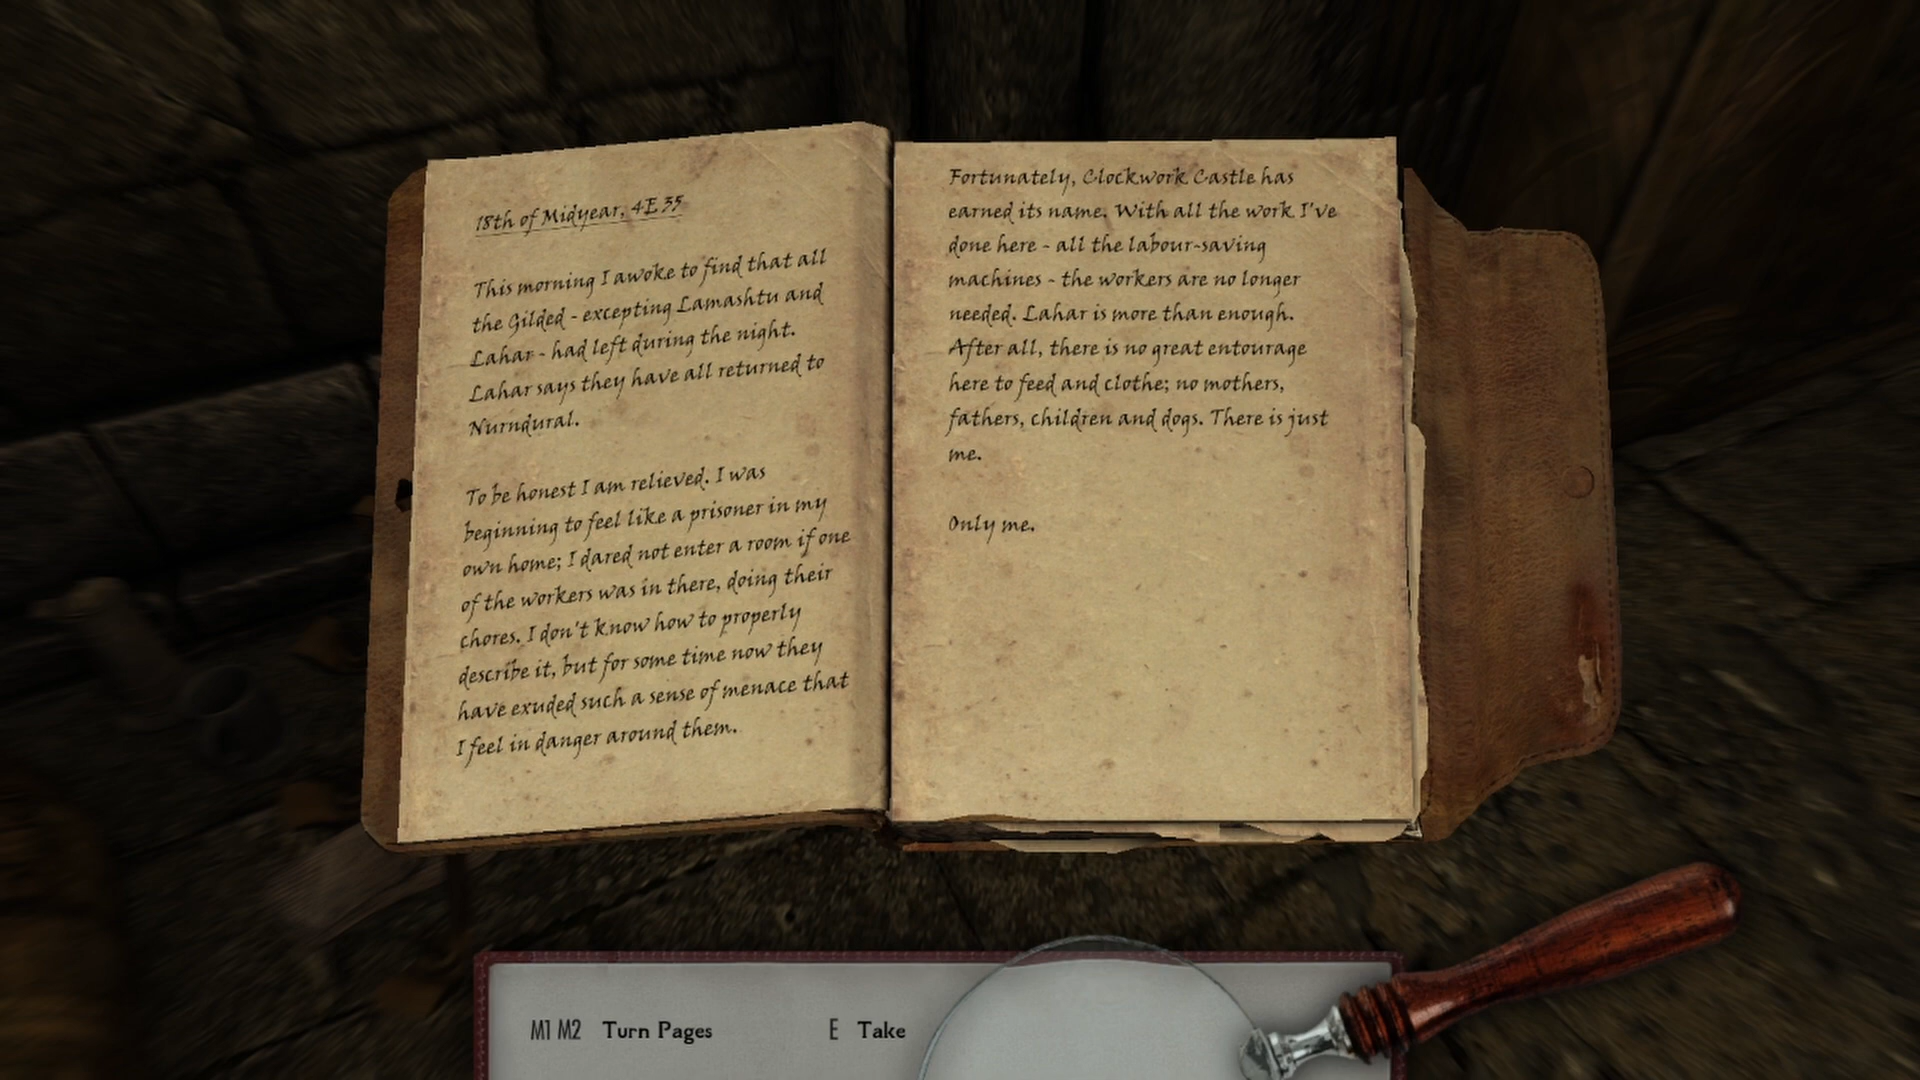 18th of Midyear, 4E 35
This morning I awoke to find that all
the Gilded - excepting Lamashtu and
Lahar - had left during the night.
Lahar says they have all returned to
Nurndural.
To be honest I am relieved. I was
beginning to feel like a prisoner in my
own home; I dared not enter a room if one
of the workers was in there, doing their
chores. I don't know how to properly
describe it, but for some time now they
have exuded such a sense of menace that
I feel in danger around them.
Fortunately, Clockwork Castle has
earned its name. With all the work I've
done here - all the labour-saving
machines - the workers are no longer
needed. Lahar is more than enough.
After all, there is no great entourage
here to feed and clothe; no mothers,
fathers, children and dogs. There is just
me.
Only me.
M1 M2 Turn Pages
E Take